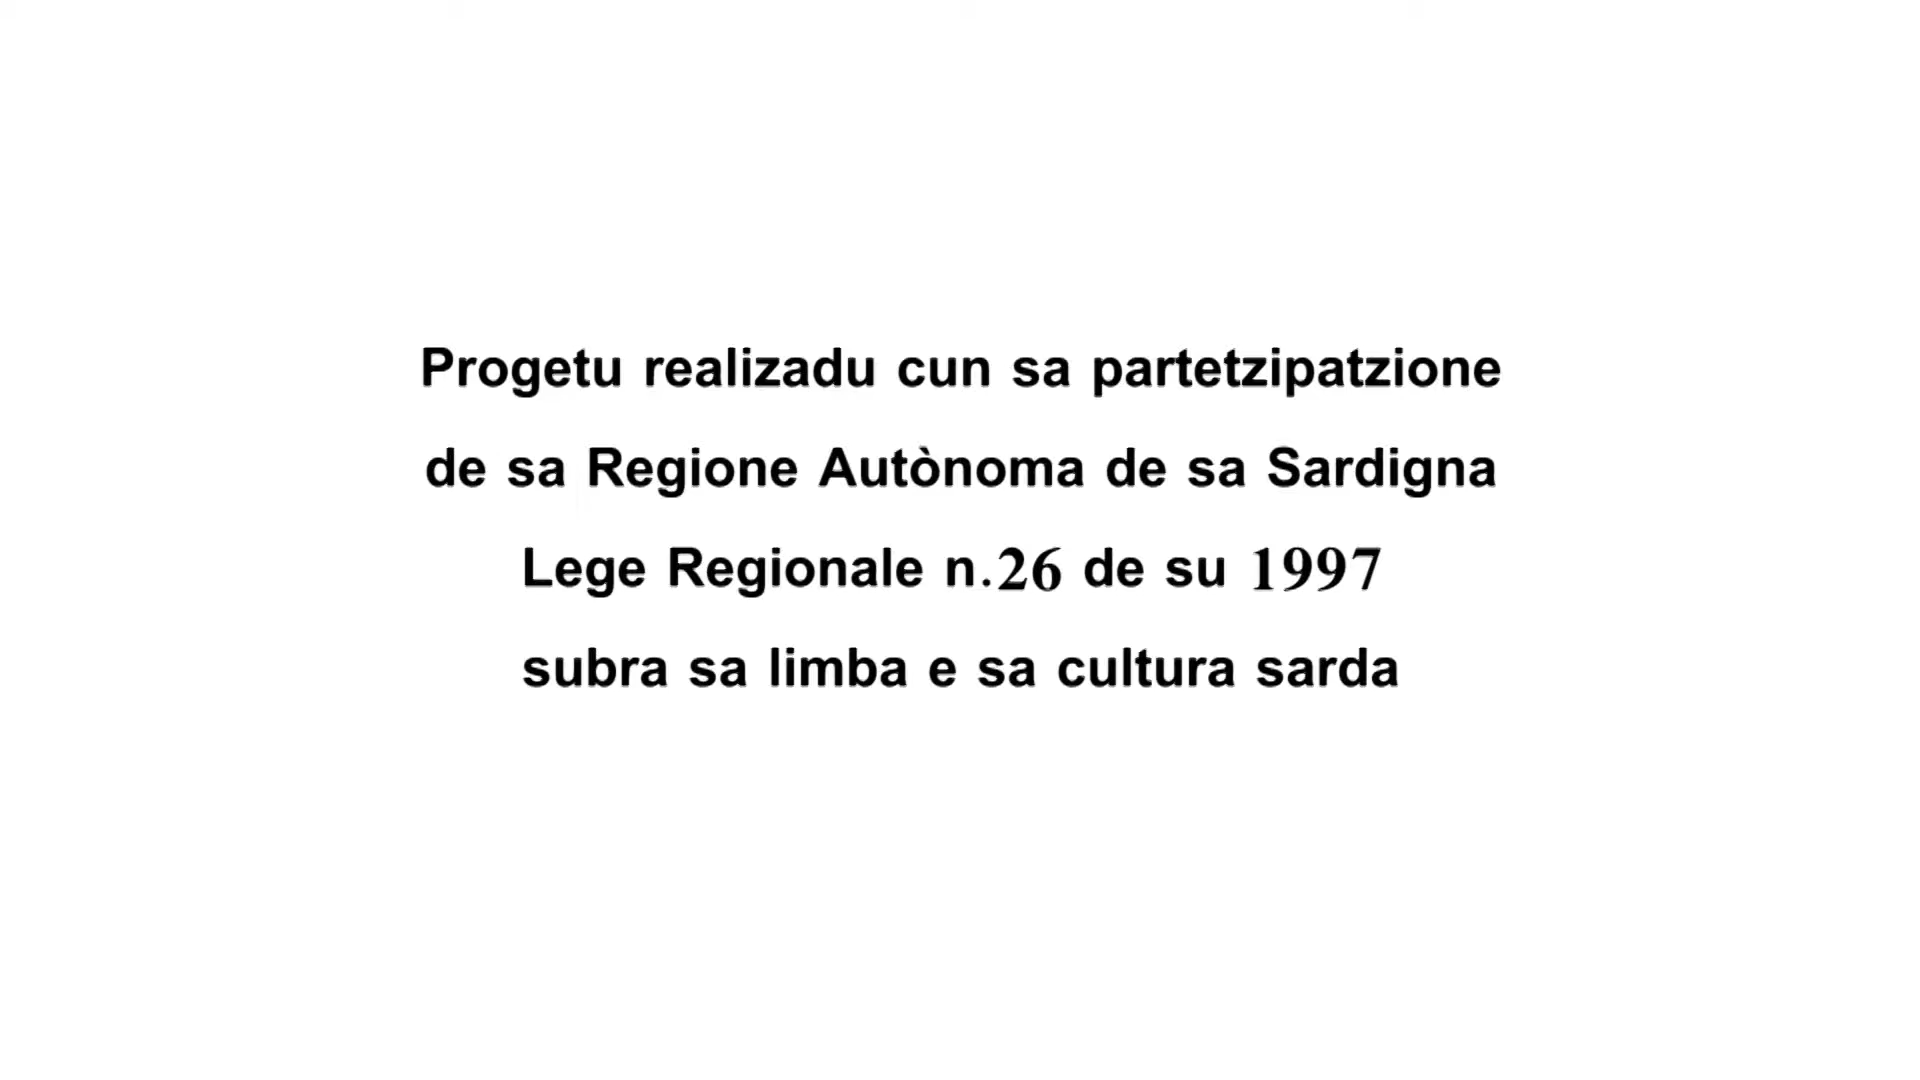 Progetu realizadu cun sa partetzipatzione
de sa Regione Autònoma de sa Sardigna
Lege Regionale n.26 de su 1997
subra sa limba e sa cultura sarda